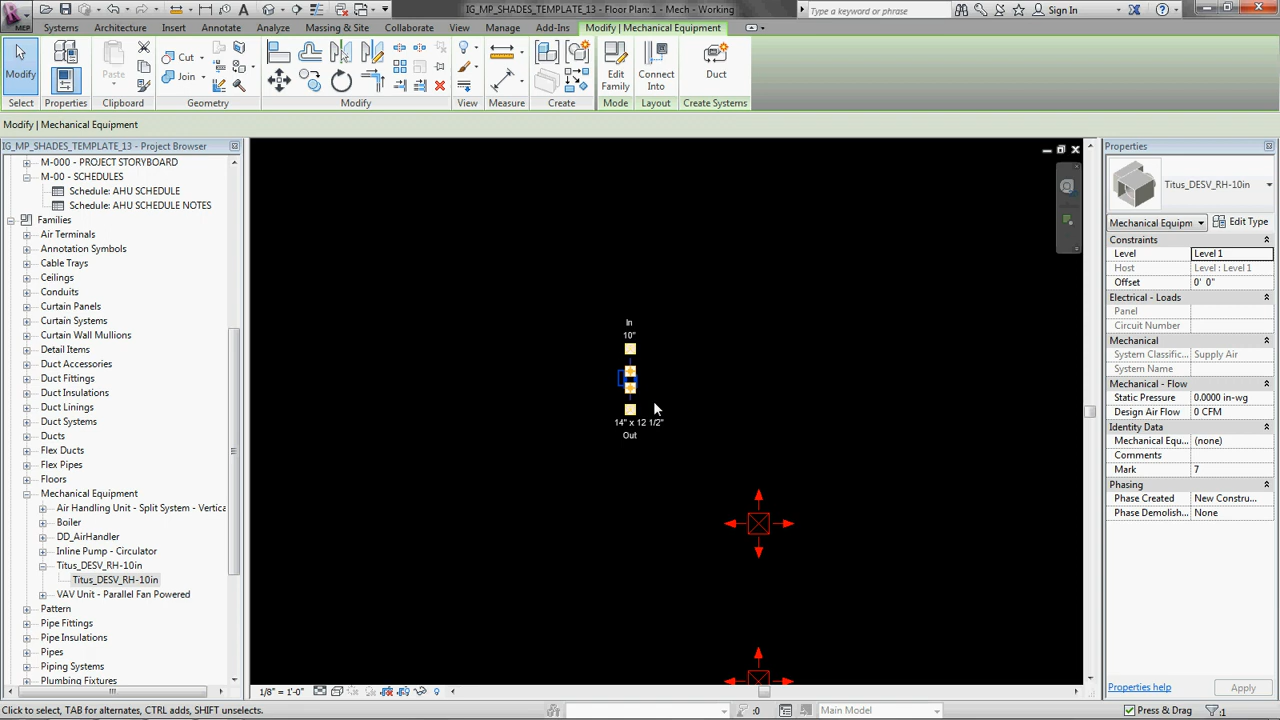 IG_MP_SHADES_TEMPLATE_13 - Floor Plan: 1 - Mech - Working
Type a keyword or phrase
Sign In
MEP
Systems
Architecture
Insert
Annotate
Analyze
Massing & Site
Collaborate
View
Manage
Add-Ins
Modify | Mechanical Equipment
Modify
Paste
Cut
Join
Edit
Family
Connect
Into
Duct
Select
Properties
Clipboard
Geometry
Modify
View
Measure
Create
Mode
Layout
Create Systems
Modify | Mechanical Equipment
IG_MP_SHADES_TEMPLATE_13 - Project Browser
M-000 - PROJECT STORYBOARD
M-00 - SCHEDULES
Schedule: AHU SCHEDULE
Schedule: AHU SCHEDULE NOTES
Families
Air Terminals
Annotation Symbols
Cable Trays
Ceilings
Conduits
Curtain Panels
Curtain Systems
Curtain Wall Mullions
Detail Items
Duct Accessories
Duct Fittings
Duct Insulations
Duct Linings
Duct Systems
Ducts
Flex Ducts
Flex Pipes
Floors
Mechanical Equipment
Air Handling Unit - Split System - Vertica
Boiler
DD_AirHandler
Inline Pump - Circulator
Titus_DESV_RH-10in
Titus_DESV_RH-10in
VAV Unit - Parallel Fan Powered
Pattern
Pipe Fittings
Pipe Insulations
Pipes
Piping Systems
Plumbing Fixtures
In
10"
14" x 12 1/2"
Out
Properties
Titus_DESV_RH-10in
Mechanical Equipm
Edit Type
Constraints
Level Level 1
Host Level : Level 1
Offset 0' 0"
Electrical - Loads
Panel
Circuit Number
Mechanical
System Classific... Supply Air
System Name
Mechanical - Flow
Static Pressure 0.0000 in-wg
Design Air Flow 0 CFM
Identity Data
Mechanical Equ... (none)
Comments
Mark 7
Phasing
Phase Created New Constru...
Phase Demolish... None
Properties help
Apply
1/8" = 1'-0"
Click to select, TAB for alternates, CTRL adds, SHIFT unselects.
:0
Main Model
Press & Drag
:1